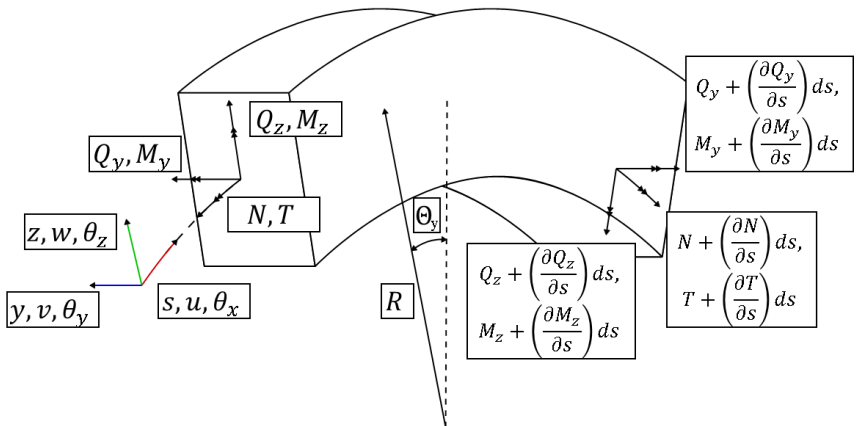 Q_z, M_z
Q_y, M_y
N, T
z, w, θ_z
y, v, θ_y
s, u, θ_x
Θ_y
R
Q_y + (∂Q_y/∂s) ds,
M_y + (∂M_y/∂s) ds
Q_z + (∂Q_z/∂s) ds,
M_z + (∂M_z/∂s) ds
N + (∂N/∂s) ds,
T + (∂T/∂s) ds